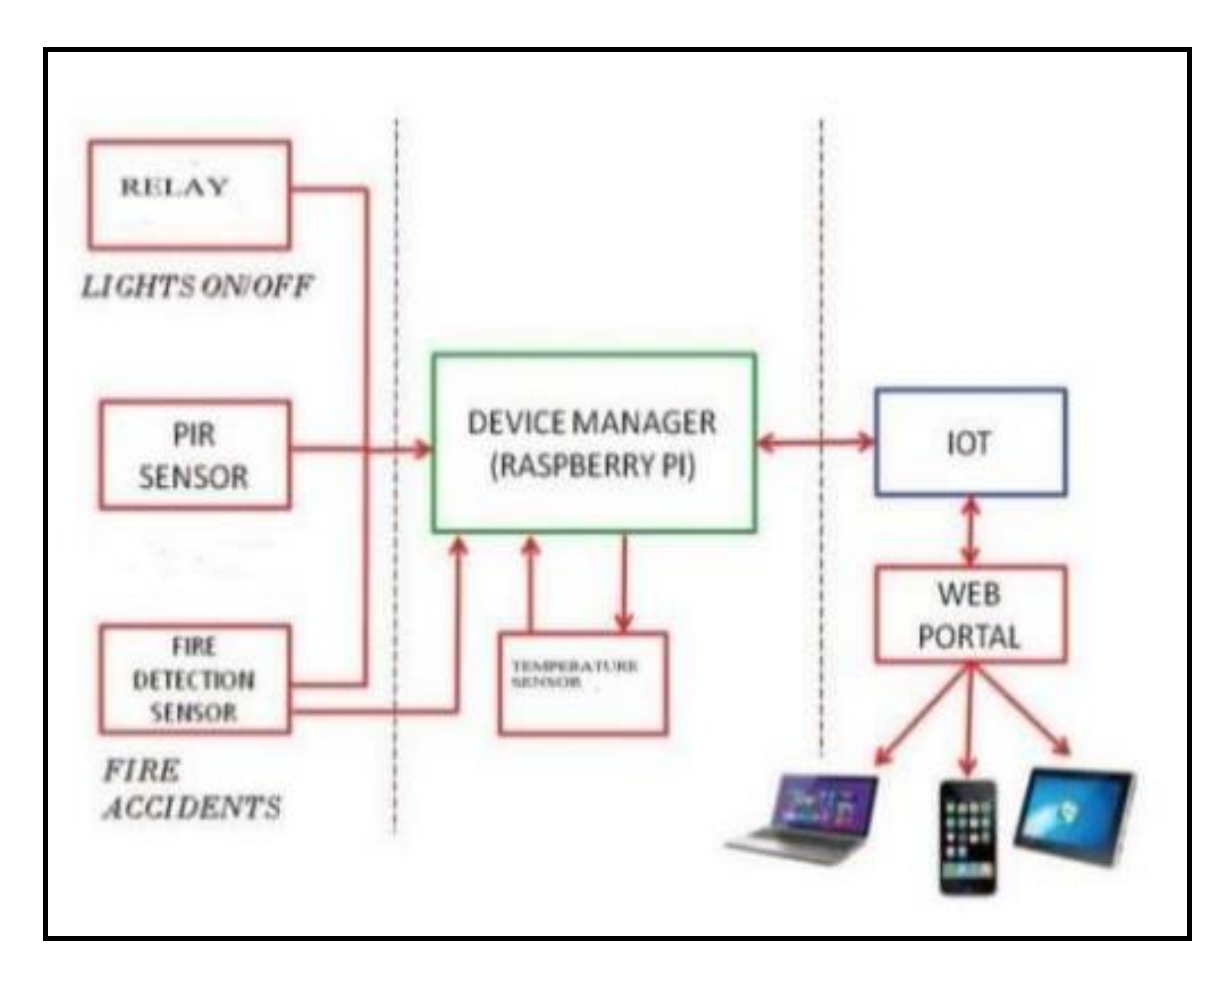 RELAY
LIGHTS ON/OFF
PIR
SENSOR
FIRE
DETECTION
SENSOR
FIRE
ACCIDENTS
DEVICE MANAGER
(RASPBERRY PI)
TEMPERATURE
SENSOR
IOT
WEB
PORTAL